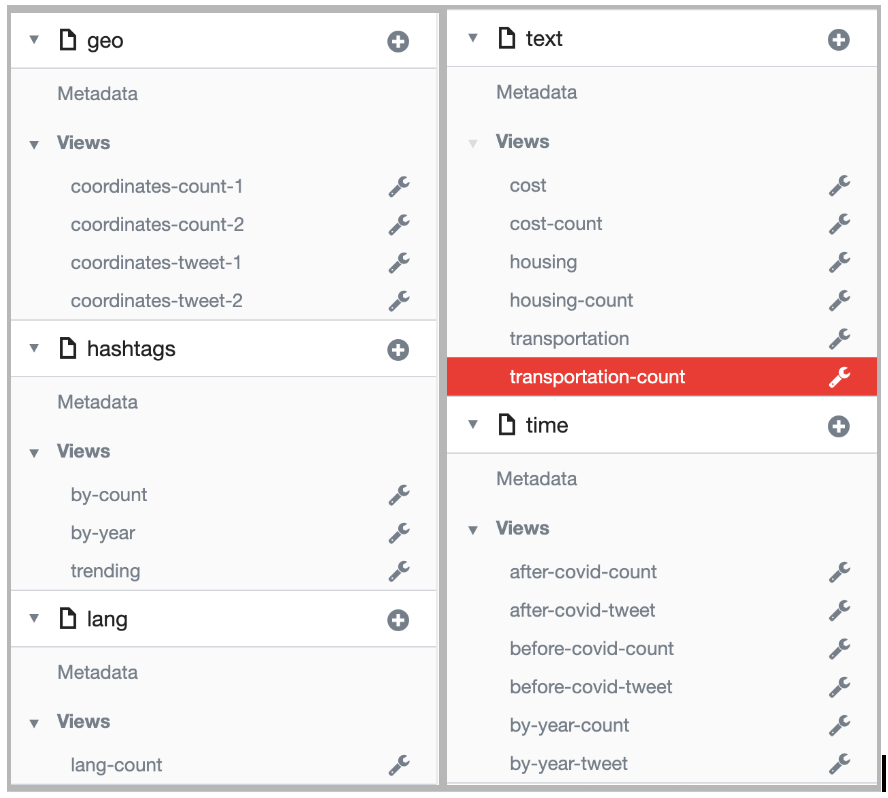 geo
Metadata
Views
coordinates-count-1
coordinates-count-2
coordinates-tweet-1
coordinates-tweet-2
hashtags
Metadata
Views
by-count
by-year
trending
lang
Metadata
Views
lang-count
text
Metadata
Views
cost
cost-count
housing
housing-count
transportation
transportation-count
time
Metadata
Views
after-covid-count
after-covid-tweet
before-covid-count
before-covid-tweet
by-year-count
by-year-tweet